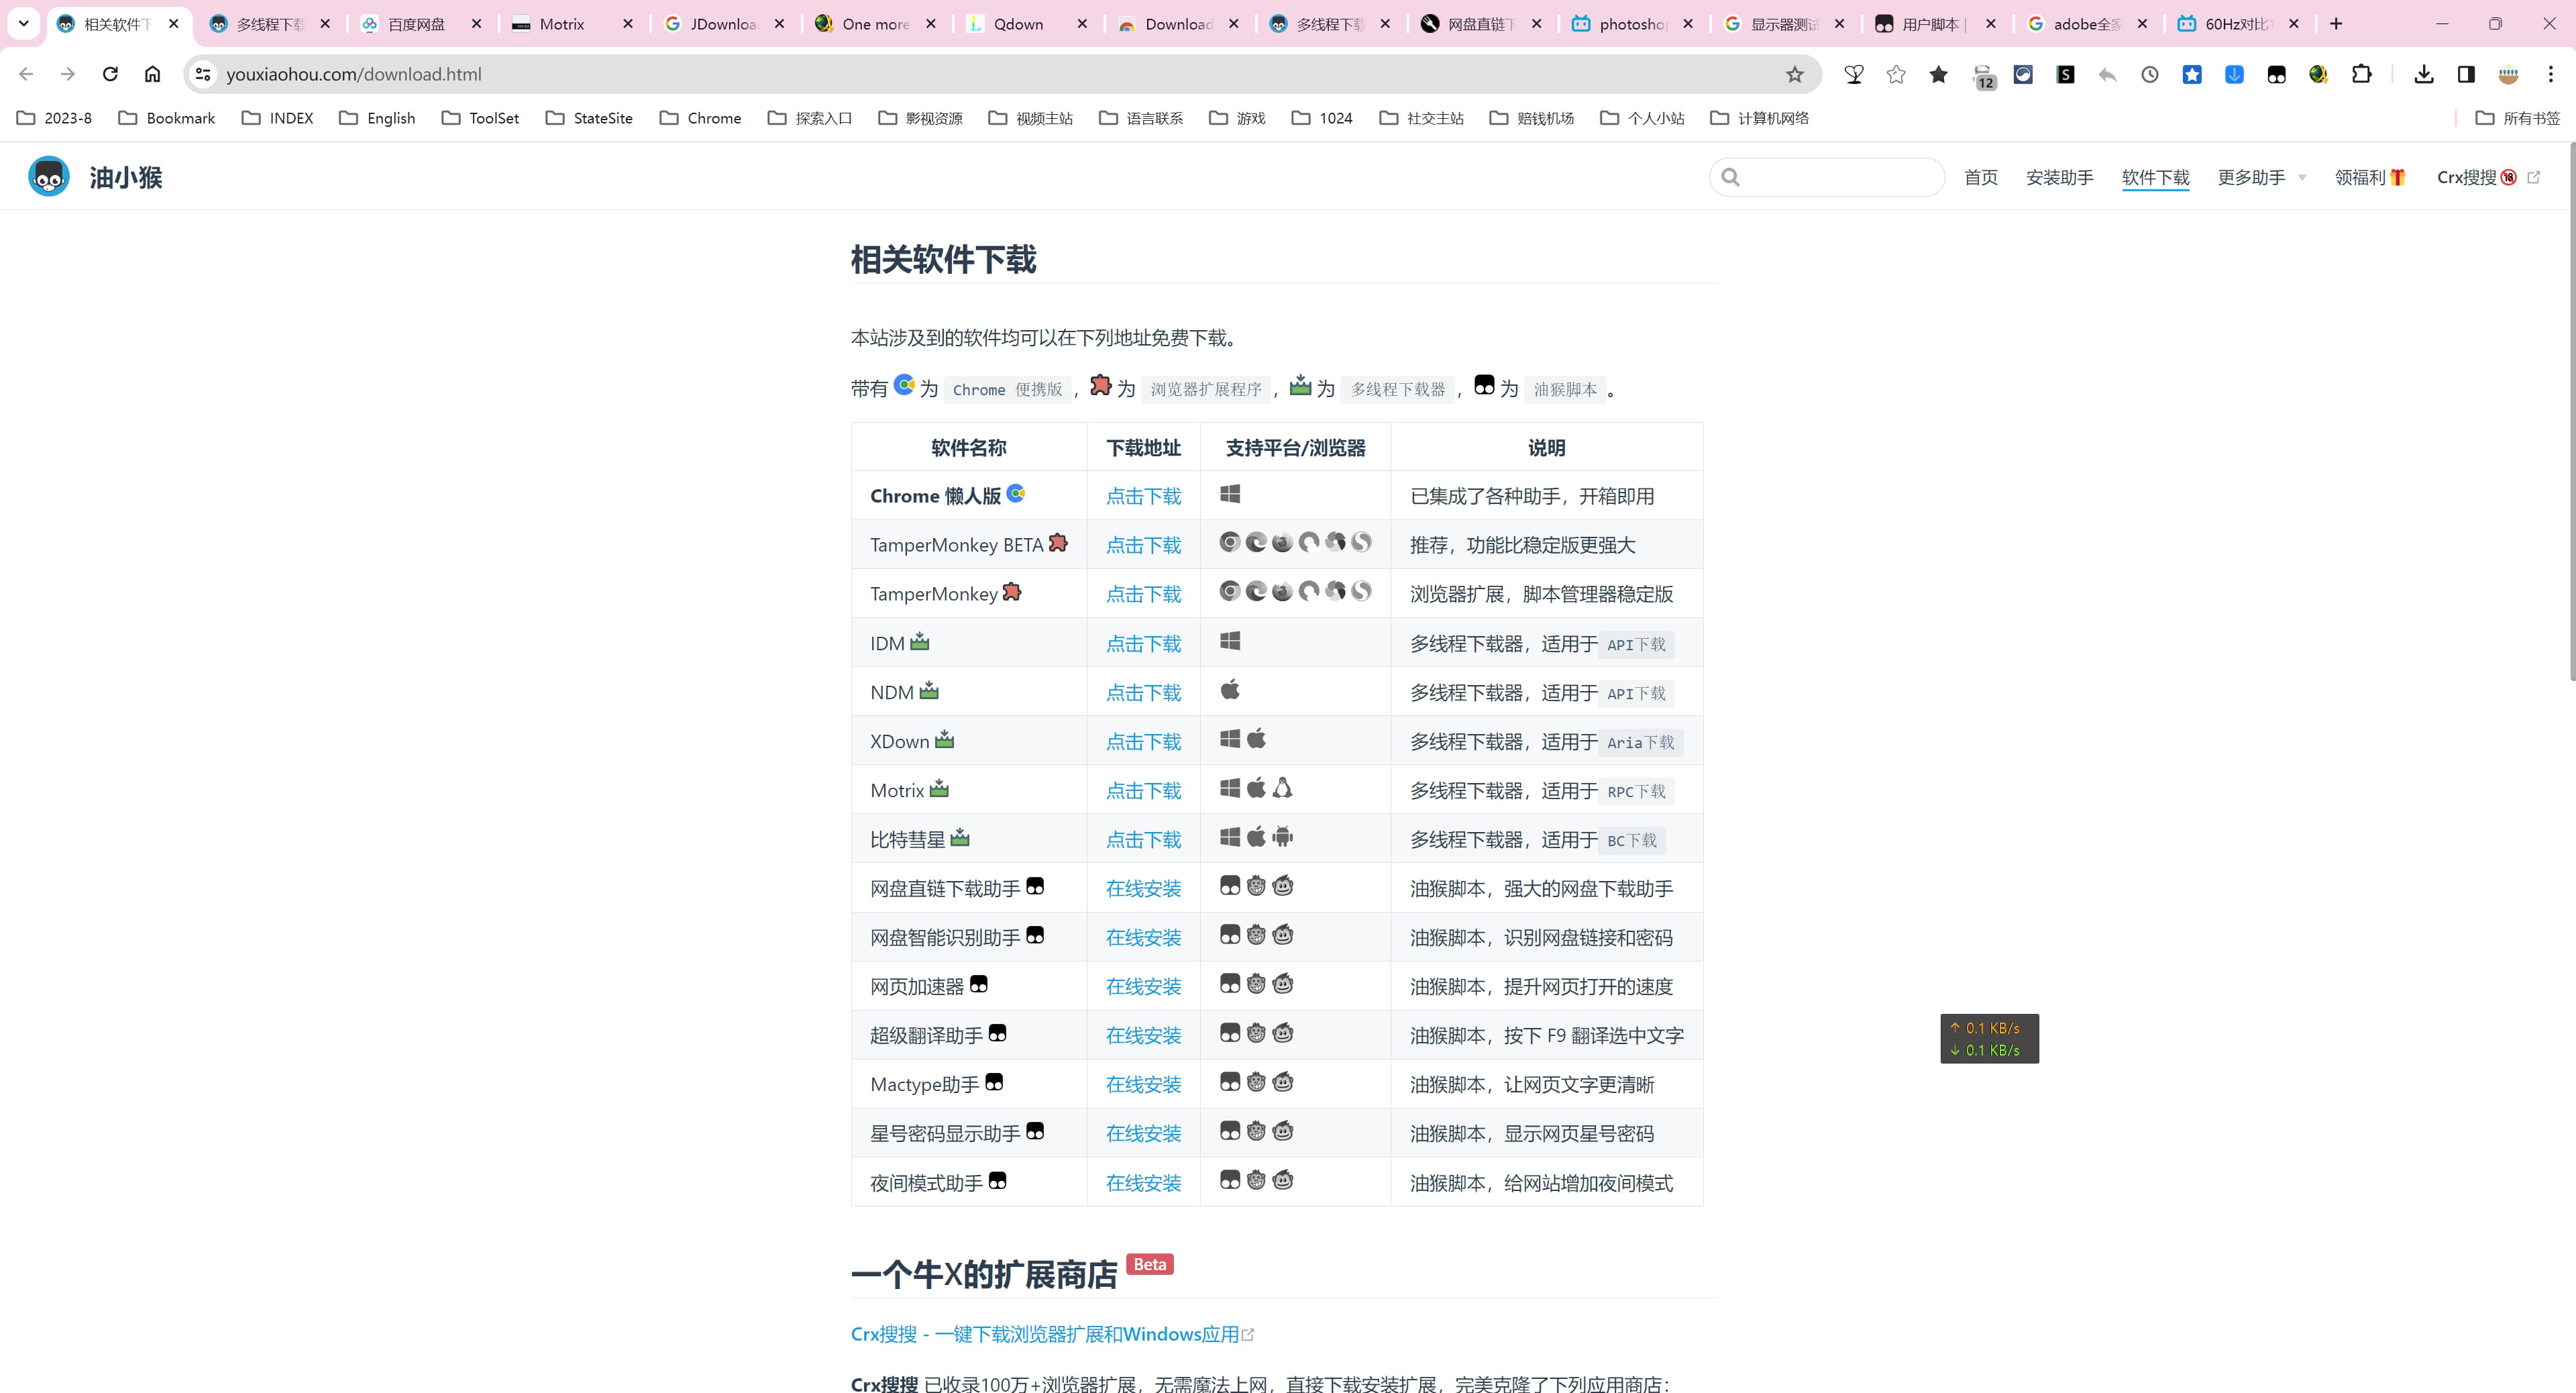 相关软件下
多线程下载
百度网盘
Motrix
JDownloa
One more
Qdown
Download
多线程下载
网盘直链下
photosho
显示器测试
用户脚本 |
adobe全家
60Hz对比1
youxiaohou.com/download.html
12
S
2023-8
Bookmark
INDEX
English
ToolSet
StateSite
Chrome
探索入口
影视资源
视频主站
语言联系
游戏
1024
社交主站
赔钱机场
个人小站
计算机网络
所有书签
油小猴
首页
安装助手
软件下载
更多助手
领福利
Crx搜搜
相关软件下载
本站涉及到的软件均可以在下列地址免费下载。
带有 为 Chrome 便携版 , 为 浏览器扩展程序 , 为 多线程下载器 , 为 油猴脚本 。
软件名称 下载地址 支持平台/浏览器 说明
Chrome 懒人版 点击下载 已集成了各种助手，开箱即用
TamperMonkey BETA 点击下载 推荐，功能比稳定版更强大
TamperMonkey 点击下载 浏览器扩展，脚本管理器稳定版
IDM 点击下载 多线程下载器，适用于 API下载
NDM 点击下载 多线程下载器，适用于 API下载
XDown 点击下载 多线程下载器，适用于 Aria下载
Motrix 点击下载 多线程下载器，适用于 RPC下载
比特彗星 点击下载 多线程下载器，适用于 BC下载
网盘直链下载助手 在线安装 油猴脚本，强大的网盘下载助手
网盘智能识别助手 在线安装 油猴脚本，识别网盘链接和密码
网页加速器 在线安装 油猴脚本，提升网页打开的速度
超级翻译助手 在线安装 油猴脚本，按下 F9 翻译选中文字
Mactype助手 在线安装 油猴脚本，让网页文字更清晰
星号密码显示助手 在线安装 油猴脚本，显示网页星号密码
夜间模式助手 在线安装 油猴脚本，给网站增加夜间模式
↑ 0.1 KB/s
↓ 0.1 KB/s
一个牛X的扩展商店 Beta
Crx搜搜 - 一键下载浏览器扩展和Windows应用
Crx搜搜 已收录100万+浏览器扩展，无需魔法上网，直接下载安装扩展，完美克隆了下列应用商店：